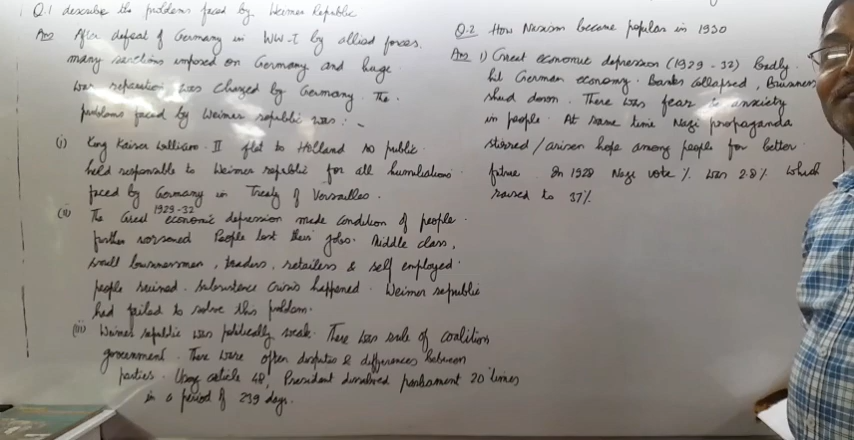 Q.1 describe the problems faced by Weimer Republic
Ans After defeat of Germany in WW-I by allied forces.
many sanctions imposed on Germany and huge
war reparation was charged by Germany. The
problems faced by Weimer republic was :-
(i) King Kaiser William II flet to Holland so public
held responsible to Weimer republic for all humiliations
faced by Germany in Treaty of Versailles.
(ii) The Great 1929-32 economic depression made condition of people
further worsened People lost their jobs. Middle class,
small businessmen, traders, retailers & self employed
people ruined. Subsistence Crisis happened. Weimer republic
had failed to solve this problem.
(iii) Weimer republic was politically weak. There was rule of coalition
government. There were often disputes & differences between
parties. Using article 48, President dissolved parliament 20 times
in a period of 239 days.
Q.2 How Nazism became popular in 1930
Ans 1) Great economic depression (1929-32) badly
hit German economy. Banks collapsed, Business
shud down. There was fear & anxiety
in people. At same time Nazi propaganda
stirred / arisen hope among people for better
future. In 1928 Nazi vote % was 2.8% which
raised to 37%.